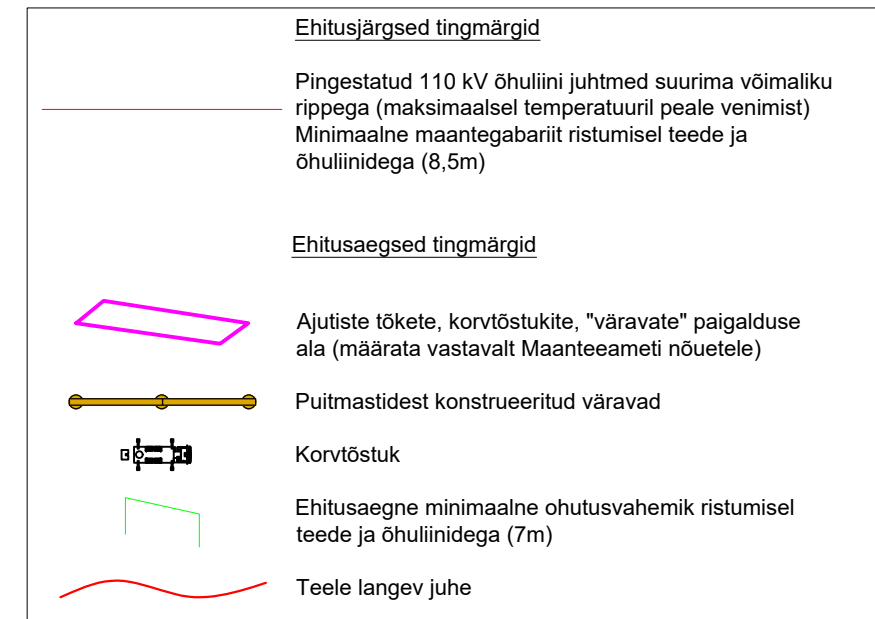 Ehitusjärgsed tingmärgid
Pingestatud 110 kV õhuliini juhtmed suurima võimaliku
rippega (maksimaalsel temperatuuril peale venimist)
Minimaalne maantegabariit ristumisel teede ja
õhuliinidega (8,5m)
Ehitusaegsed tingmärgid
Ajutiste tõkete, korvtõstukite, "väravate" paigalduse
ala (määrata vastavalt Maanteeameti nõuetele)
Puitmastidest konstrueeritud väravad
Korvtõstuk
Ehitusaegne minimaalne ohutusvahemik ristumisel
teede ja õhuliinidega (7m)
Teele langev juhe